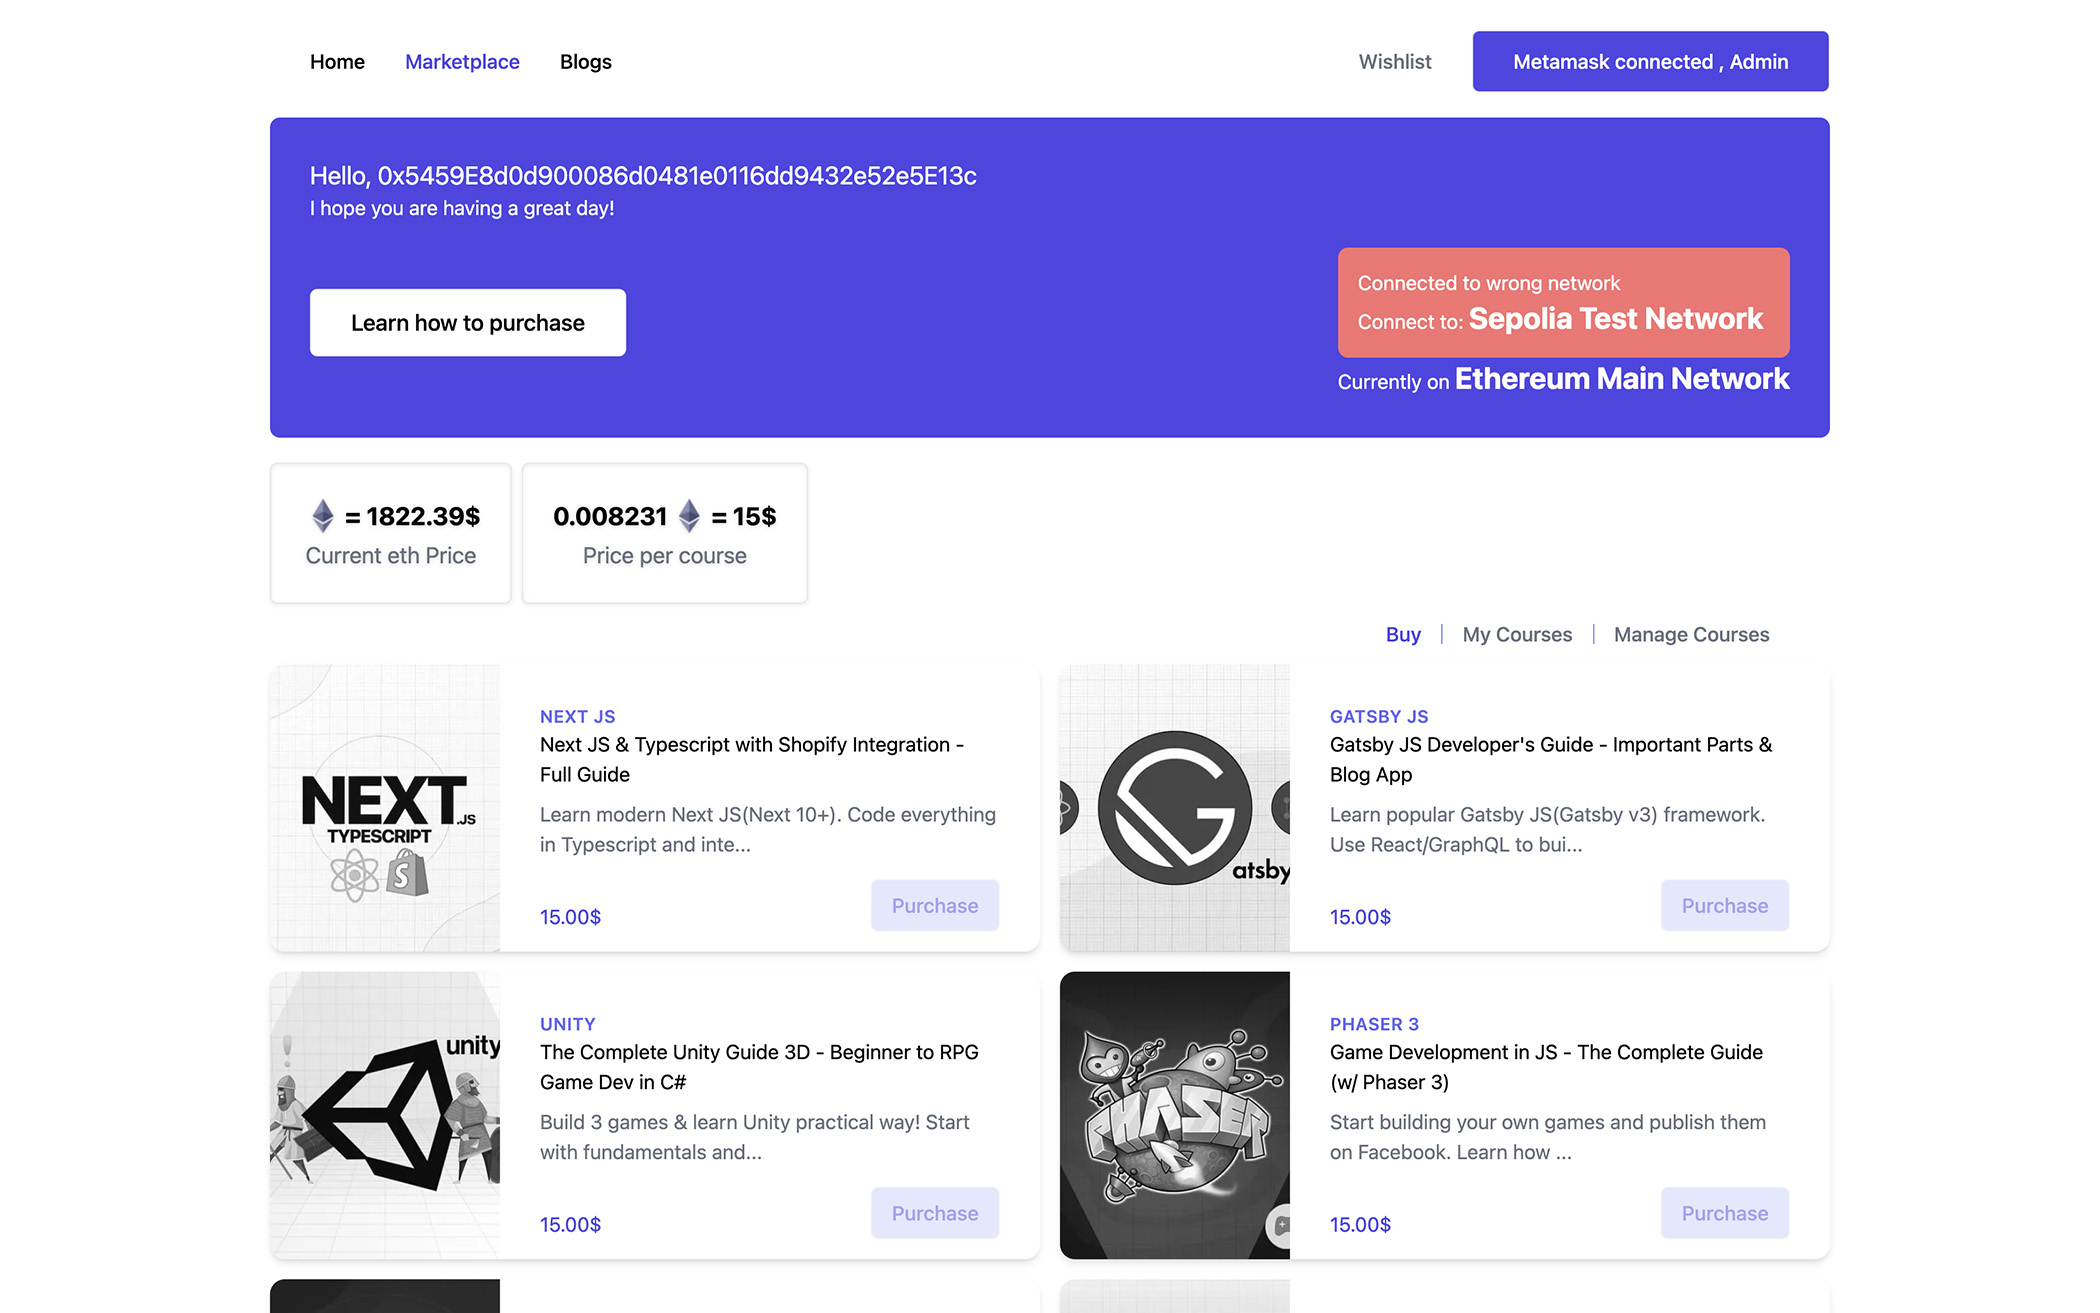 Home Marketplace Blogs Wishlist Metamask connected , Admin
Hello, 0x5459E8d0d900086d0481e0116dd9432e52e5E13c
I hope you are having a great day!
Learn how to purchase
Connected to wrong network
Connect to: Sepolia Test Network
Currently on Ethereum Main Network
= 1822.39$
Current eth Price
0.008231 = 15$
Price per course
Buy | My Courses | Manage Courses
NEXT.JS
TYPESCRIPT
NEXT JS
Next JS & Typescript with Shopify Integration -
Full Guide
Learn modern Next JS(Next 10+). Code everything
in Typescript and inte...
15.00$
Purchase
atsby
GATSBY JS
Gatsby JS Developer's Guide - Important Parts &
Blog App
Learn popular Gatsby JS(Gatsby v3) framework.
Use React/GraphQL to bui...
15.00$
Purchase
unity
UNITY
The Complete Unity Guide 3D - Beginner to RPG
Game Dev in C#
Build 3 games & learn Unity practical way! Start
with fundamentals and...
15.00$
Purchase
PHASER
PHASER 3
Game Development in JS - The Complete Guide
(w/ Phaser 3)
Start building your own games and publish them
on Facebook. Learn how ...
15.00$
Purchase